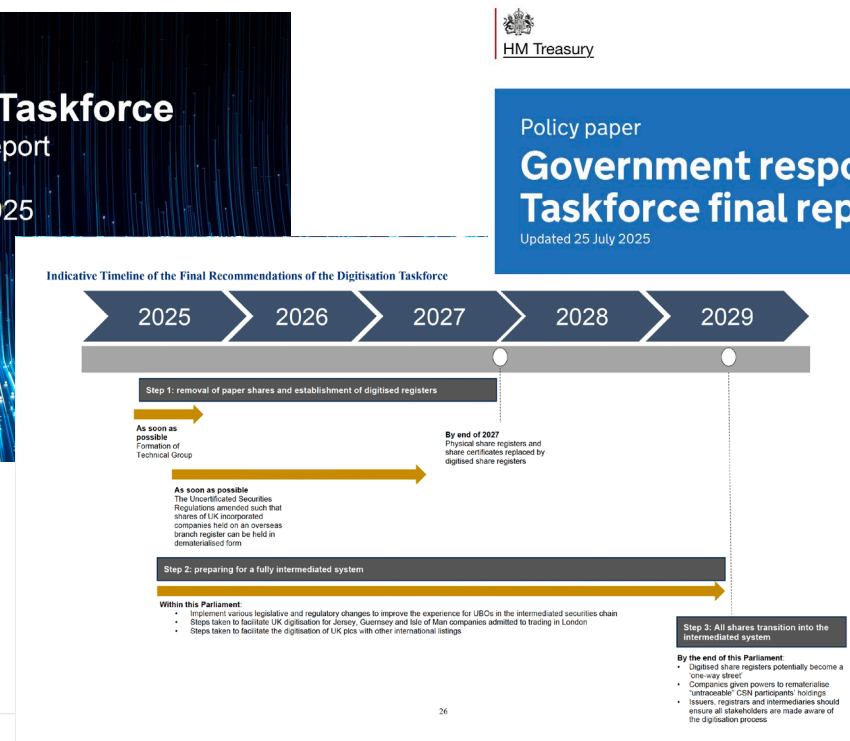 Taskforce
port
25
HM Treasury
Policy paper
Government respo
Taskforce final rep
Updated 25 July 2025
Indicative Timeline of the Final Recommendations of the Digitisation Taskforce
2025
2026
2027
2028
2029
Step 1: removal of paper shares and establishment of digitised registers
As soon as
possible
Formation of
Technical Group
By end of 2027
Physical share registers and
share certificates replaced by
digitised share registers
As soon as possible
The Uncertificated Securities
Regulations amended such that
shares of UK incorporated
companies held on an overseas
branch register can be held in
dematerialised form
Step 2: preparing for a fully intermediated system
Within this Parliament:
• Implement various legislative and regulatory changes to improve the experience for UBOs in the intermediated securities chain
• Steps taken to facilitate UK digitisation for Jersey, Guernsey and Isle of Man companies admitted to trading in London
• Steps taken to facilitate the digitisation of UK plcs with other international listings
Step 3: All shares transition into the
intermediated system
By the end of this Parliament:
• Digitised share registers potentially become a
'one-way street'
• Companies given powers to rematerialise
"untraceable" CSN participants' holdings
• Issuers, registrars and intermediaries should
ensure all stakeholders are made aware of
the digitisation process
26